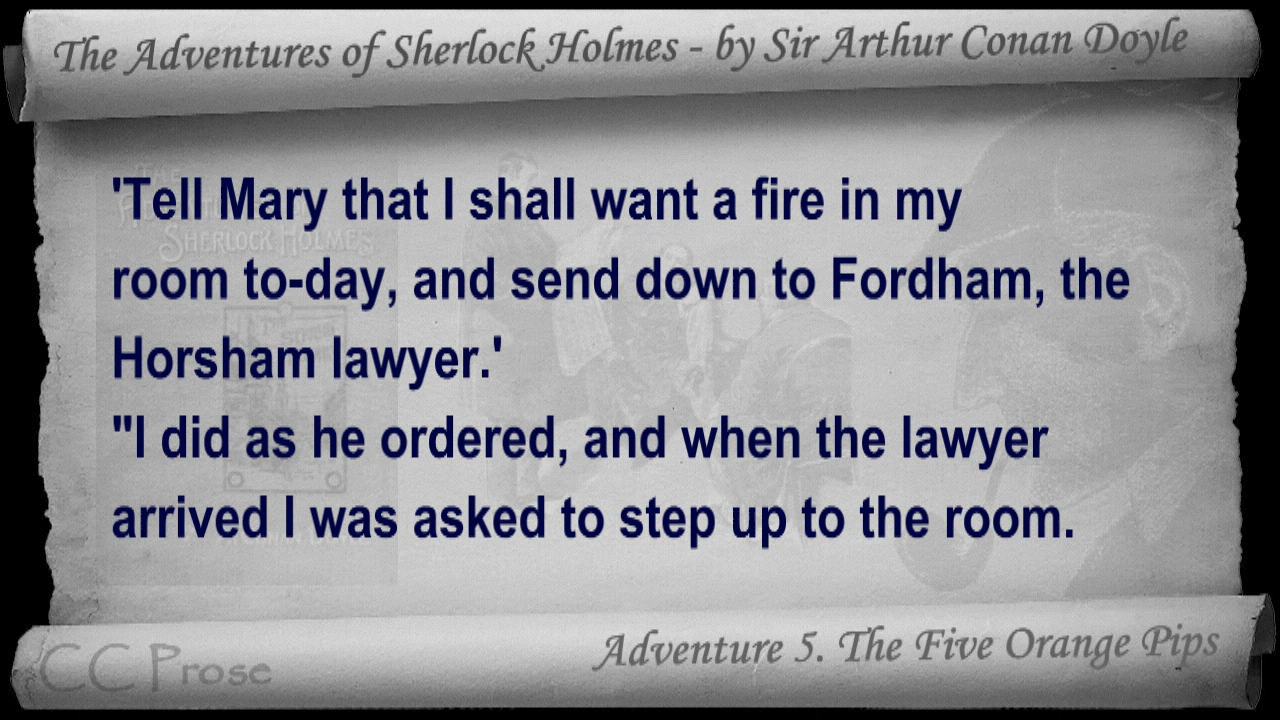 The Adventures of Sherlock Holmes - by Sir Arthur Conan Doyle
SHERLOCK HOLMES
'Tell Mary that I shall want a fire in my
room to-day, and send down to Fordham, the
Horsham lawyer.'
"I did as he ordered, and when the lawyer
arrived I was asked to step up to the room.
CC Prose
Adventure 5. The Five Orange Pips